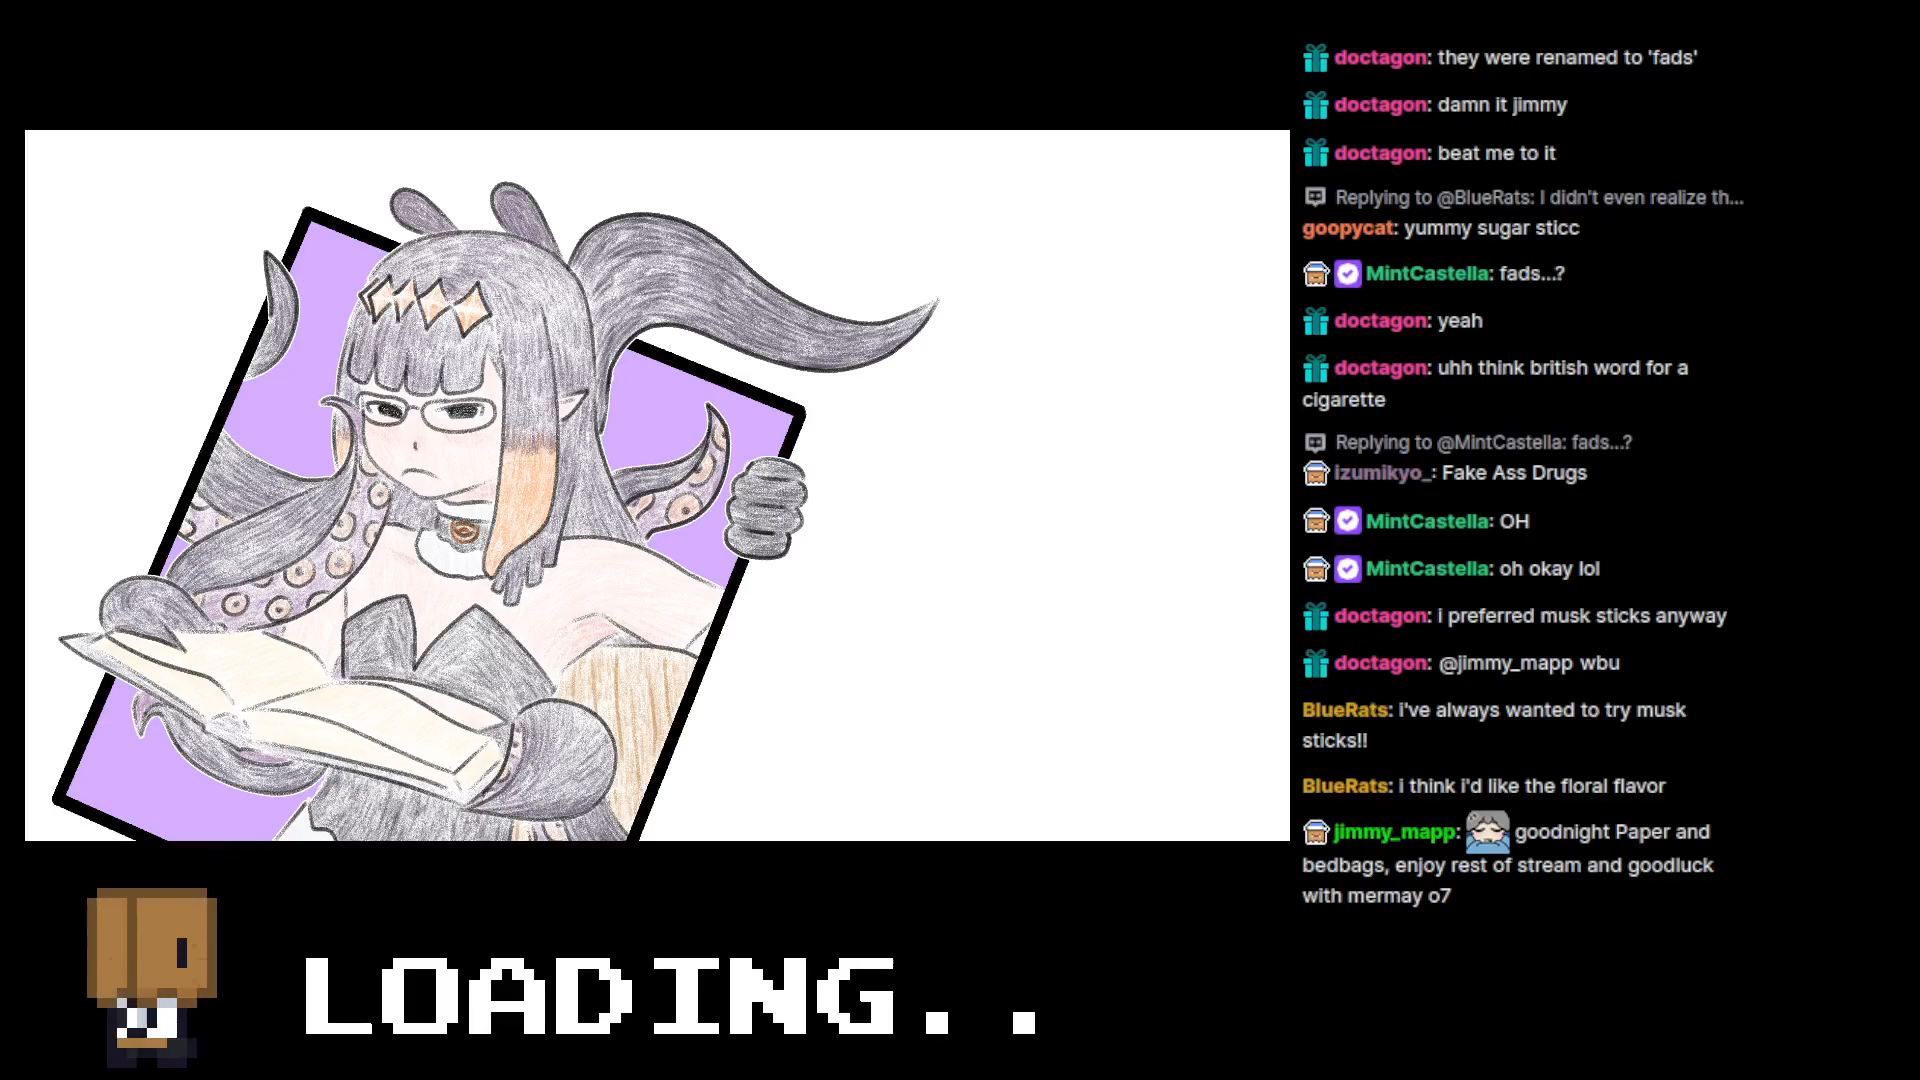 doctagon: they were renamed to 'fads'
doctagon: damn it jimmy
doctagon: beat me to it
Replying to @BlueRats: I didn't even realize th...
goopycat: yummy sugar sticc
MintCastella: fads...?
doctagon: yeah
doctagon: uhh think british word for a
cigarette
Replying to @MintCastella: fads...?
izumikyo_: Fake Ass Drugs
MintCastella: OH
MintCastella: oh okay lol
doctagon: i preferred musk sticks anyway
doctagon: @jimmy_mapp wbu
BlueRats: i've always wanted to try musk
sticks!!
BlueRats: i think i'd like the floral flavor
jimmy_mapp: goodnight Paper and
bedbags, enjoy rest of stream and goodluck
with mermay o7
LOADING..